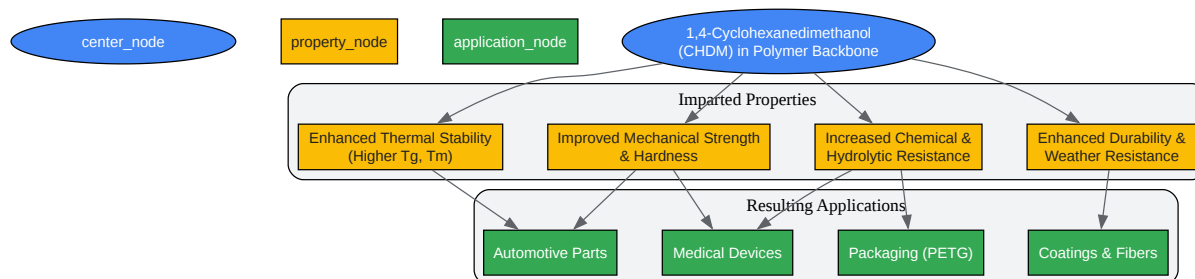 center_node
property_node
application_node
1,4-Cyclohexanedimethanol
(CHDM) in Polymer Backbone
Imparted Properties
Enhanced Thermal Stability
(Higher Tg, Tm)
Improved Mechanical Strength
& Hardness
Increased Chemical &
Hydrolytic Resistance
Enhanced Durability &
Weather Resistance
Resulting Applications
Automotive Parts
Medical Devices
Packaging (PETG)
Coatings & Fibers